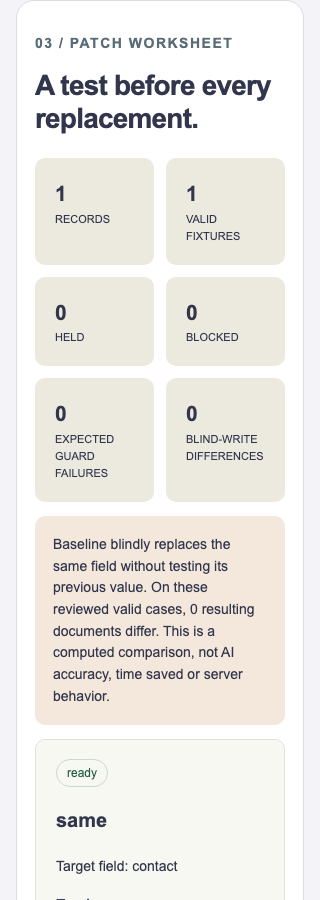 03 / PATCH WORKSHEET
A test before every
replacement.
1
RECORDS
1
VALID
FIXTURES
0
HELD
0
BLOCKED
0
EXPECTED
GUARD
FAILURES
0
BLIND-WRITE
DIFFERENCES
Baseline blindly replaces the
same field without testing its
previous value. On these
reviewed valid cases, 0 resulting
documents differ. This is a
computed comparison, not AI
accuracy, time saved or server
behavior.
ready
same
Target field: contact